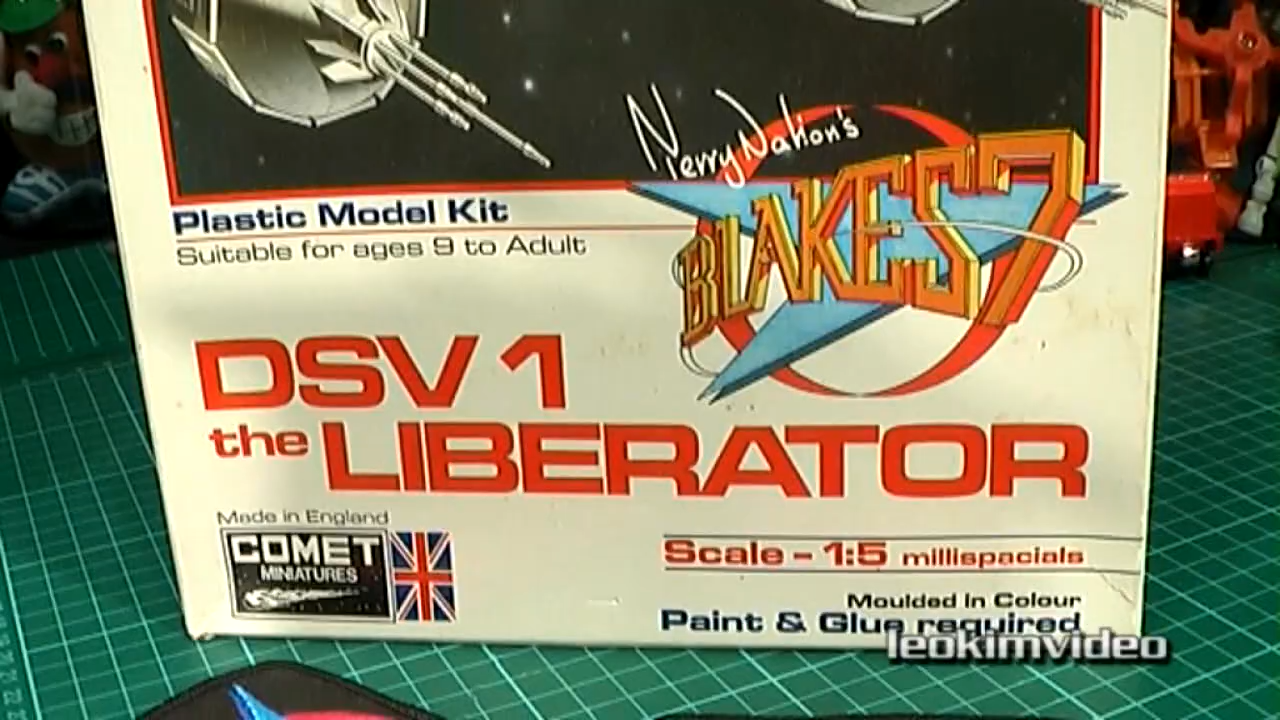 Terry Nation's
BLAKES 7
Plastic Model Kit
Suitable for ages 9 to Adult
DSV 1
the LIBERATOR
Made in England
COMET
MINIATURES
Scale - 1:5 millispacials
Moulded In Colour
Paint & Glue required
leokimvideo